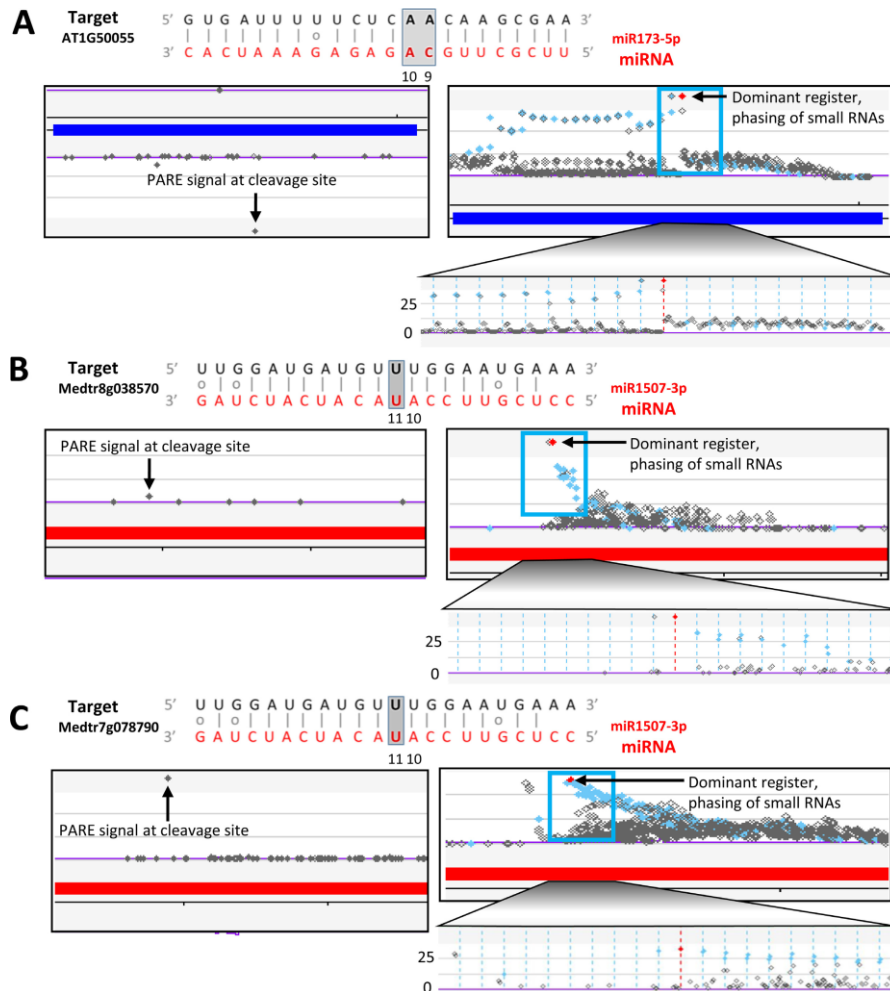 A
Target
AT1G50055
5′ G U G A U U U U U C U C A A C A A G C G A A
3′ C A C U A A A G A G A G A C G U U C G C U U
o
10 9
miR173-5p
miRNA
PARE signal at cleavage site
Dominant register,
phasing of small RNAs
25
0
B
Target
Medtr8g038570
5′ U U G G A U G A U G U U U G G A A U G A A A 3′
o o o
3′ G A U C U A C U A C A U A C C U U G C U C C 5′
11 10
miR1507-3p
miRNA
PARE signal at cleavage site
Dominant register,
phasing of small RNAs
25
0
C
Target
Medtr7g078790
5′ U U G G A U G A U G U U U G G A A U G A A A 3′
o o o
3′ G A U C U A C U A C A U A C C U U G C U C C 5′
11 10
miR1507-3p
miRNA
PARE signal at cleavage site
Dominant register,
phasing of small RNAs
25
0